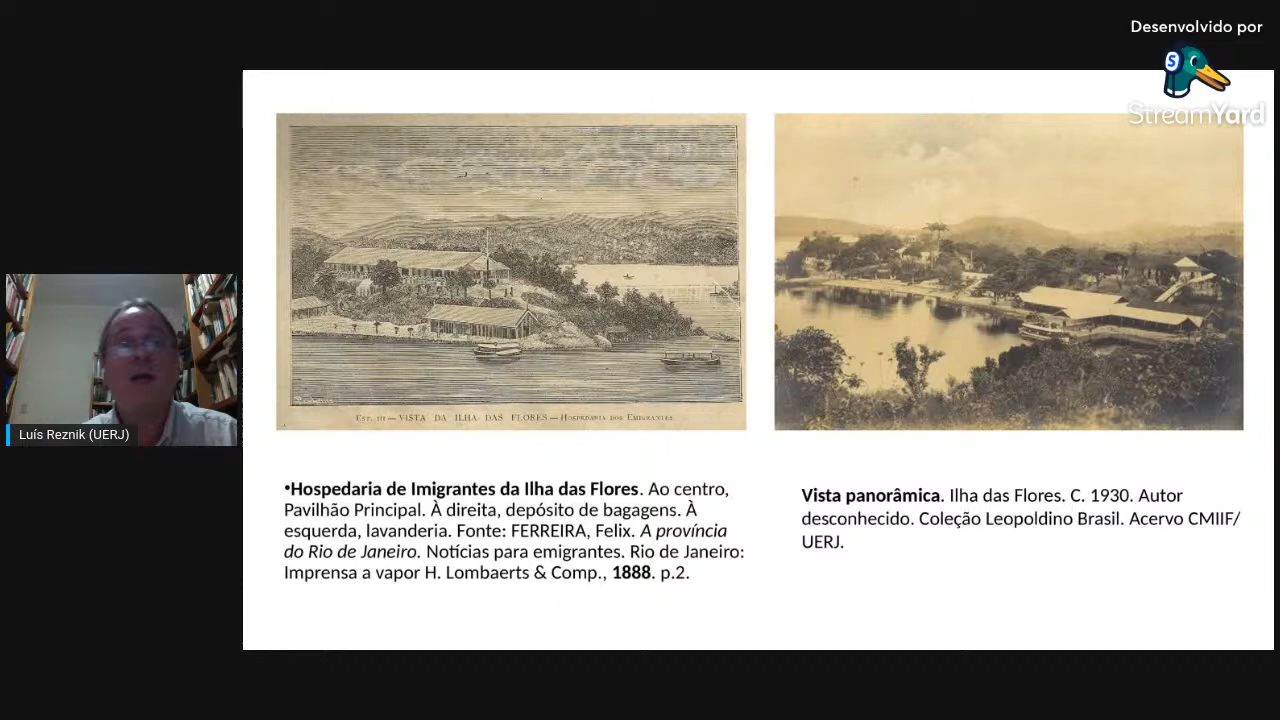 Desenvolvido por
S
StreamYard
EST. III — VISTA DA ILHA DAS FLORES — HOSPEDARIA DOS EMIGRANTES
Luís Reznik (UERJ)
•Hospedaria de Imigrantes da Ilha das Flores. Ao centro,
Pavilhão Principal. À direita, depósito de bagagens. À
esquerda, lavanderia. Fonte: FERREIRA, Felix. A província
do Rio de Janeiro. Notícias para emigrantes. Rio de Janeiro:
Imprensa a vapor H. Lombaerts & Comp., 1888. p.2.
Vista panorâmica. Ilha das Flores. C. 1930. Autor
desconhecido. Coleção Leopoldino Brasil. Acervo CMIIF/
UERJ.